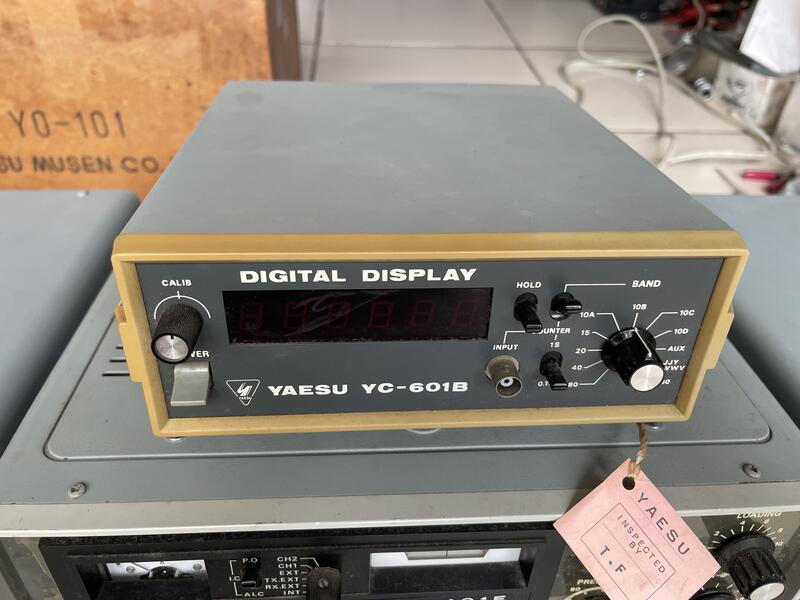 YO-101
SU MUSEN CO.
DIGITAL DISPLAY
CALIB
HOLD
BAND
10B
10A
10C
15
10D
COUNTER
INPUT
1S
20
AUX
40
JJY
WWV
80
YAESU
YAESU YC-601B
YAESU
INSPECTED
BY
T.F
LOADING
P.O
CH2
CH1
EXT
I.C
TX.EXT
RX.EXT
ALC
INT
101E